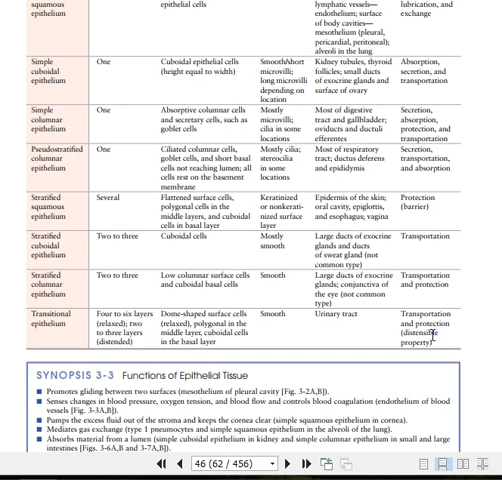 squamous epithelial cells lymphatic vessels— lubrication, and
epithelium endothelium; surface exchange
of body cavities—
mesothelium (pleural,
pericardial, peritoneal);
alveoli in the lung
Simple One Cuboidal epithelial cells Smooth/short Kidney tubules, thyroid Absorption,
cuboidal (height equal to width) microvilli; follicles; small ducts secretion, and
epithelium long microvilli of exocrine glands and transportation
depending on surface of ovary
location
Simple One Absorptive columnar cells Mostly Most of digestive Secretion,
columnar and secretary cells, such as microvilli; tract and gallbladder; absorption,
epithelium goblet cells cilia in some oviducts and ductuli protection, and
locations efferentes transportation
Pseudostratified One Ciliated columnar cells, Mostly cilia; Most of respiratory Secretion,
columnar goblet cells, and short basal stereocilia tract; ductus deferens transportation,
epithelium cells not reaching lumen; all in some and epididymis and absorption
cells rest on the basement locations
membrane
Stratified Several Flattened surface cells, Keratinized Epidermis of the skin; Protection
squamous polygonal cells in the or nonkerati- oral cavity, epiglottis, (barrier)
epithelium middle layers, and cuboidal nized surface and esophagus; vagina
cells in basal layer layer
Stratified Two to three Cuboidal cells Mostly Large ducts of exocrine Transportation
cuboidal smooth glands and ducts
epithelium of sweat gland (not
common type)
Stratified Two to three Low columnar surface cells Smooth Large ducts of exocrine Transportation
columnar and cuboidal basal cells glands; conjunctiva of and protection
epithelium the eye (not common
type)
Transitional Four to six layers Dome-shaped surface cells Smooth Urinary tract Transportation
epithelium (relaxed); two (relaxed), polygonal in the and protection
to three layers middle layer, cuboidal cells (distensible
(distended) in the basal layer property)
SYNOPSIS 3-3 Functions of Epithelial Tissue
■ Promotes gliding between two surfaces (mesothelium of pleural cavity [Fig. 3-2A,B]).
■ Senses changes in blood pressure, oxygen tension, and blood flow and controls blood coagulation (endothelium of blood
vessels [Fig. 3-3A,B]).
■ Pumps the excess fluid out of the stroma and keeps the cornea clear (simple squamous epithelium in cornea).
■ Mediates gas exchange (type 1 pneumocytes and simple squamous epithelium in the alveoli of the lung).
■ Absorbs material from a lumen (simple cuboidal epithelium in kidney and simple columnar epithelium in small and large
intestines [Figs. 3-6A,B and 3-7A,B]).
46 (62 / 456)